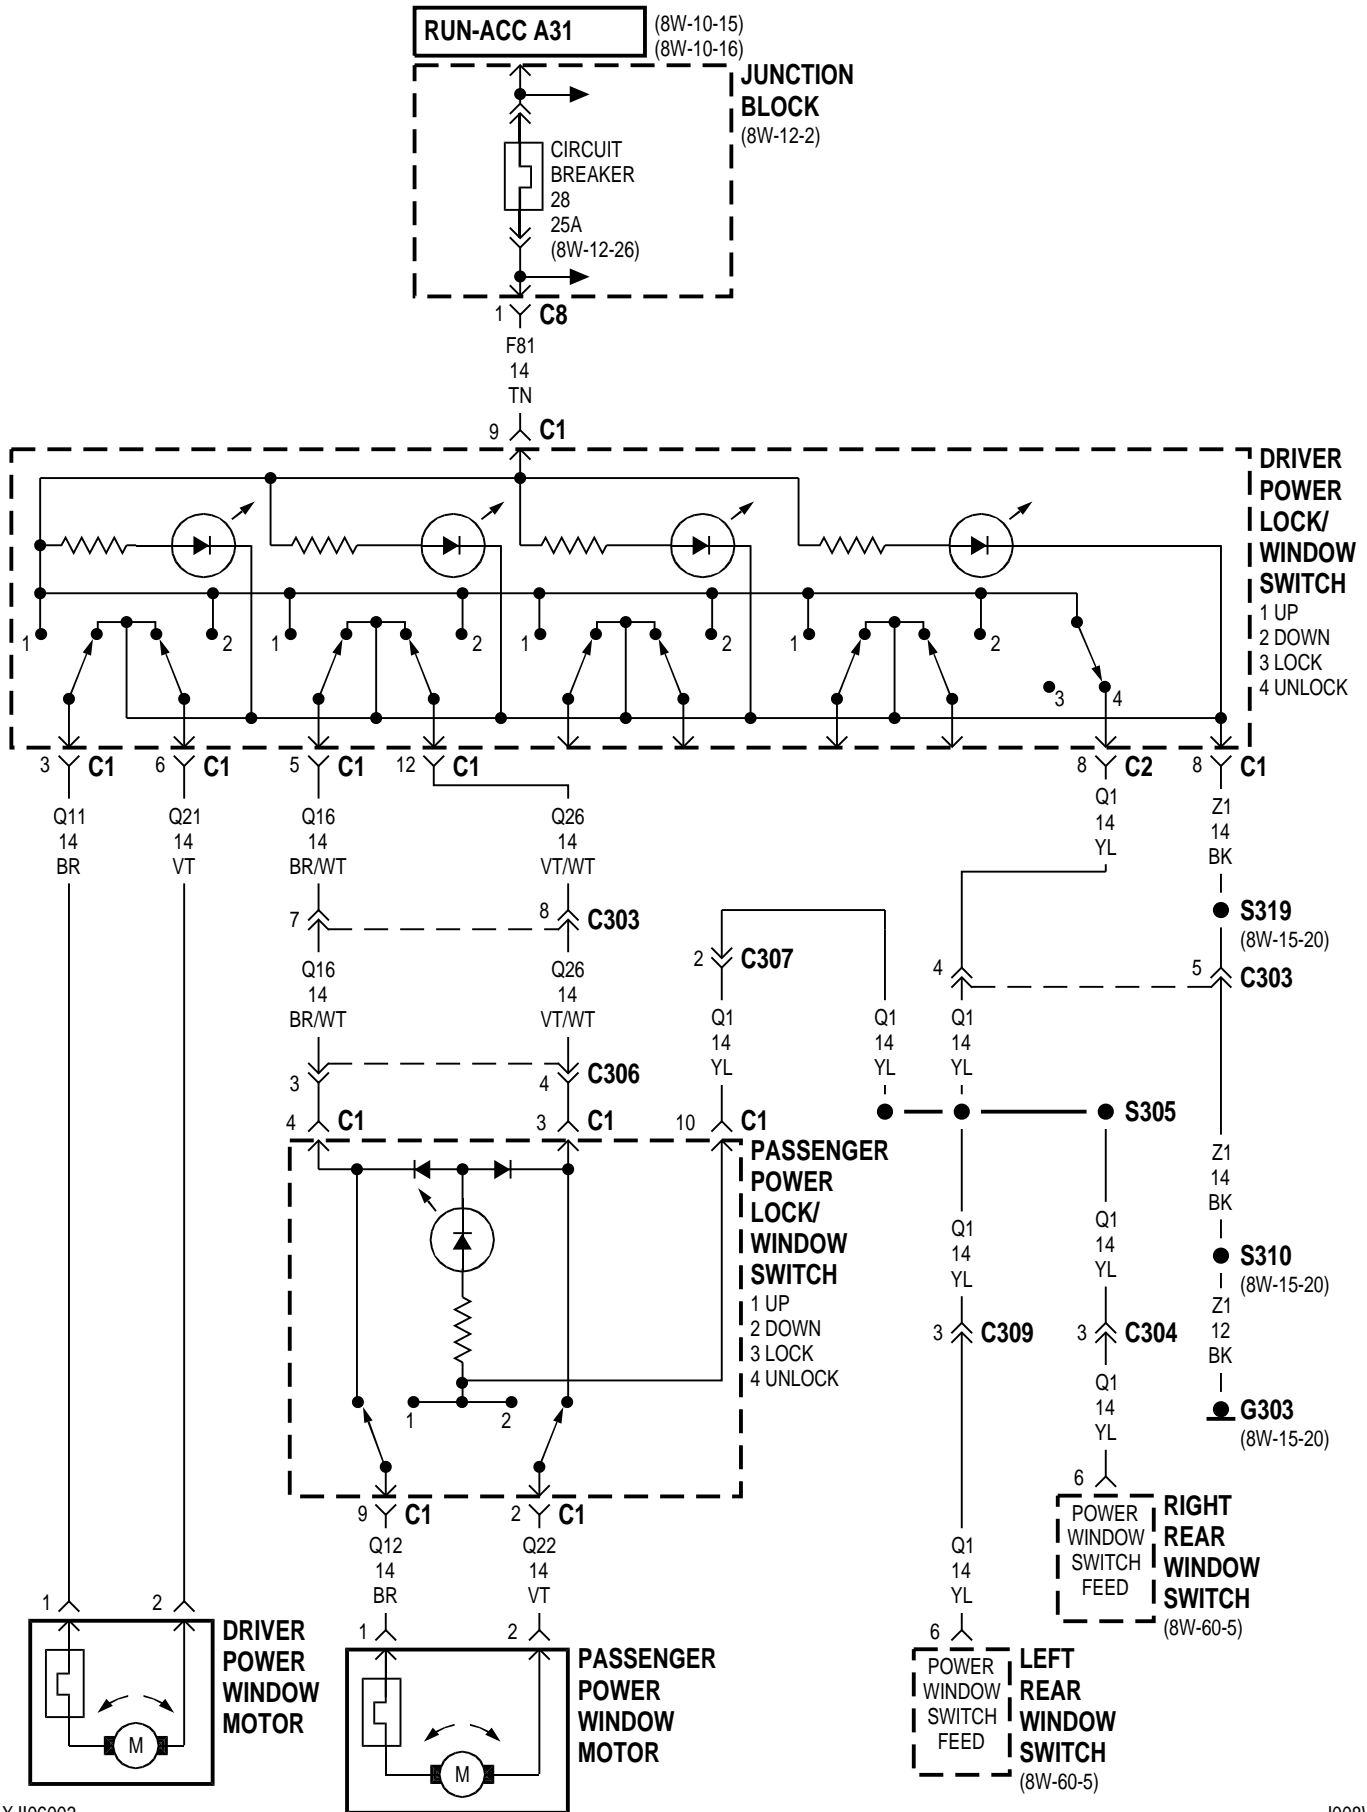 RUN-ACC A31
(8W-10-15)
(8W-10-16)
JUNCTION
BLOCK
(8W-12-2)
CIRCUIT
BREAKER
28
25A
(8W-12-26)
1 C8
F81
14
TN
9 C1
DRIVER
POWER
LOCK/
WINDOW
SWITCH
1 UP
2 DOWN
3 LOCK
4 UNLOCK
1 2 1 2 1 2 1 2
3 4
3 C1 6 C1 5 C1 12 C1 8 C2 8 C1
Q11
14
BR
Q21
14
VT
Q16
14
BR/WT
Q26
14
VT/WT
Q1
14
YL
Z1
14
BK
S319
(8W-15-20)
7 8 C303
2 C307
4 5 C303
Q16
14
BR/WT
Q26
14
VT/WT
Q1
14
YL
Q1
14
YL
Q1
14
YL
3 4 C306
S305
4 C1 3 C1 10 C1
PASSENGER
POWER
LOCK/
WINDOW
SWITCH
1 UP
2 DOWN
3 LOCK
4 UNLOCK
1 2
Z1
14
BK
Q1
14
YL
Q1
14
YL
S310
(8W-15-20)
Z1
12
BK
3 C309 3 C304
Q1
14
YL
G303
(8W-15-20)
6
POWER
WINDOW
SWITCH
FEED
RIGHT
REAR
WINDOW
SWITCH
(8W-60-5)
9 C1 2 C1
Q12
14
BR
Q22
14
VT
Q1
14
YL
1 2
DRIVER
POWER
WINDOW
MOTOR
M
1 2
PASSENGER
POWER
WINDOW
MOTOR
M
6
POWER
WINDOW
SWITCH
FEED
LEFT
REAR
WINDOW
SWITCH
(8W-60-5)